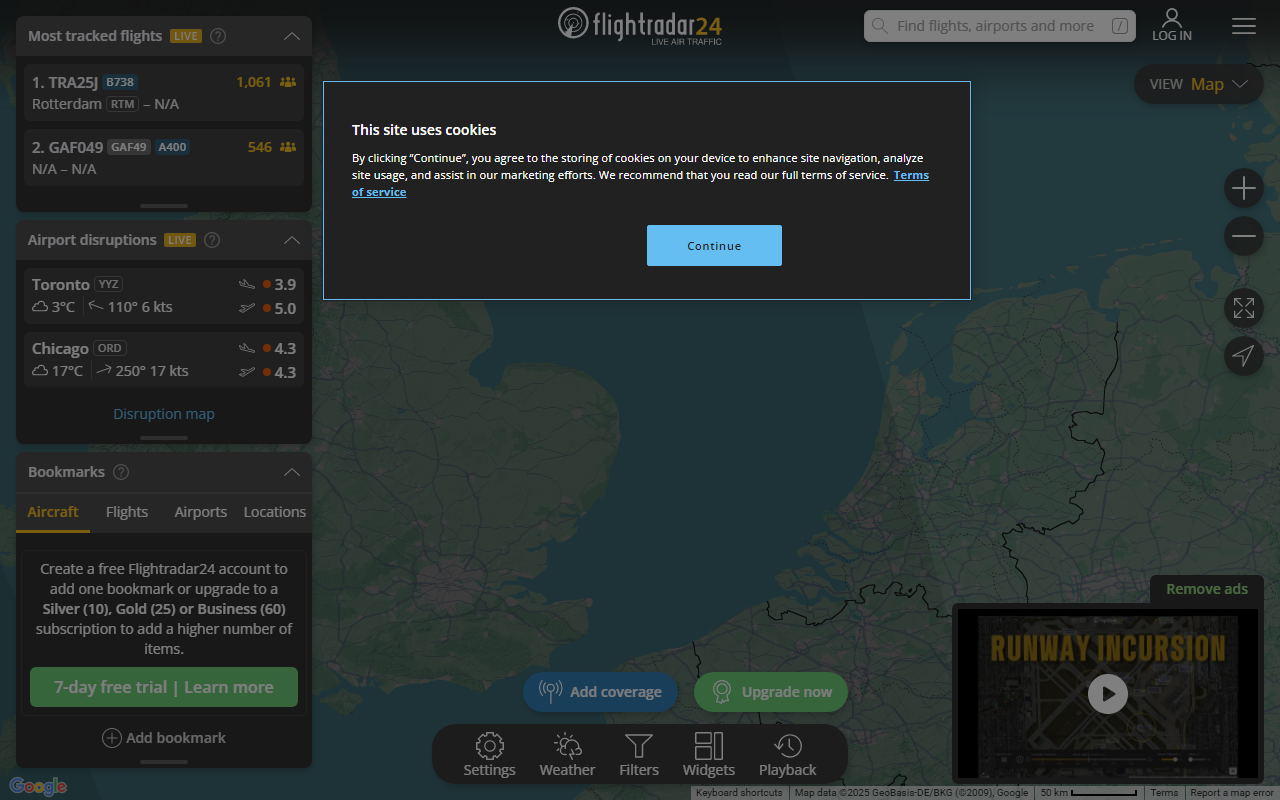 Most tracked flights LIVE ?
1. TRA25J B738 1,061
Rotterdam RTM – N/A
2. GAF049 GAF49 A400 546
N/A – N/A
Airport disruptions LIVE ?
Toronto YYZ 3.9
3°C 110° 6 kts 5.0
Chicago ORD 4.3
17°C 250° 17 kts 4.3
Disruption map
Bookmarks ?
Aircraft Flights Airports Locations
Create a free Flightradar24 account to
add one bookmark or upgrade to a
Silver (10), Gold (25) or Business (60)
subscription to add a higher number of
items.
7-day free trial | Learn more
Add bookmark
Google
flightradar24
LIVE AIR TRAFFIC
Find flights, airports and more /
LOG IN
VIEW Map
This site uses cookies
By clicking “Continue”, you agree to the storing of cookies on your device to enhance site navigation, analyze
site usage, and assist in our marketing efforts. We recommend that you read our full terms of service. Terms
of service
Continue
Remove ads
RUNWAY INCURSION
Add coverage
Upgrade now
Settings Weather Filters Widgets Playback
Keyboard shortcuts Map data ©2025 GeoBasis-DE/BKG (©2009), Google 50 km Terms Report a map error